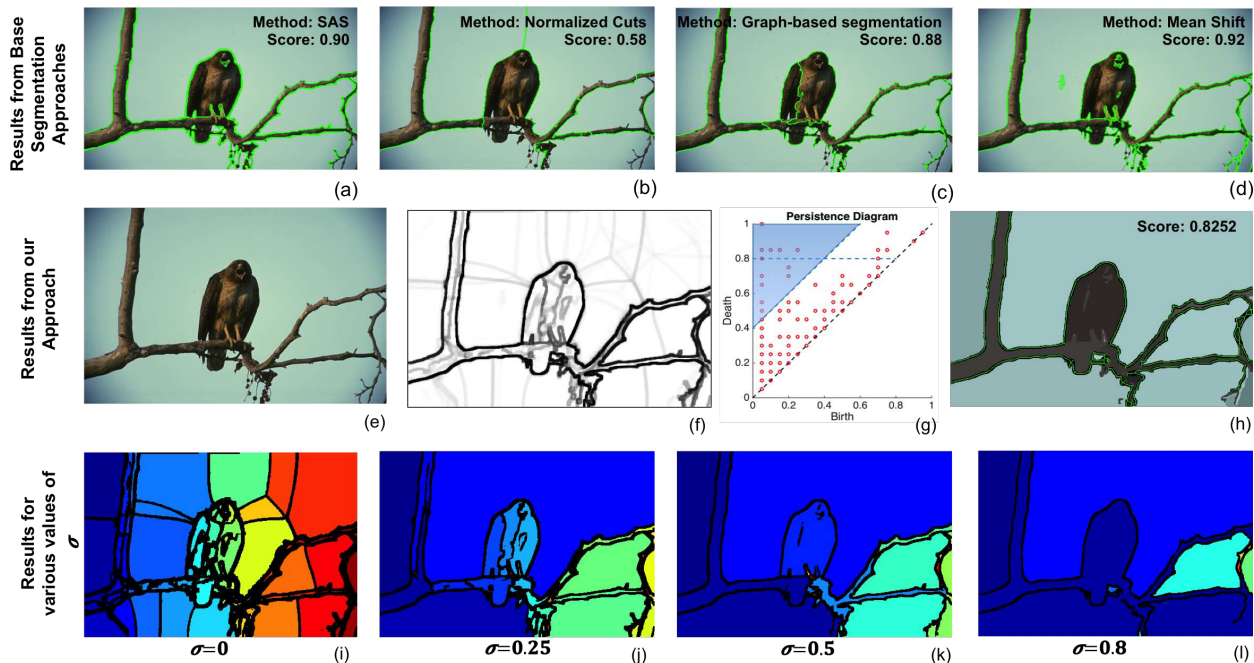 Results from Base
Segmentation
Approaches
Method: SAS
Score: 0.90
(a)
Method: Normalized Cuts
Score: 0.58
(b)
Method: Graph-based segmentation
Score: 0.88
(c)
Method: Mean Shift
Score: 0.92
(d)
Results from our
Approach
(e)
(f)
Persistence Diagram
1
0.8
0.6
0.4
0.2
0
Death
0
0.2
0.4
0.6
0.8
1
Birth
(g)
Score: 0.8252
(h)
Results for
various values of
σ
σ=0
(i)
σ=0.25
(j)
σ=0.5
(k)
σ=0.8
(l)